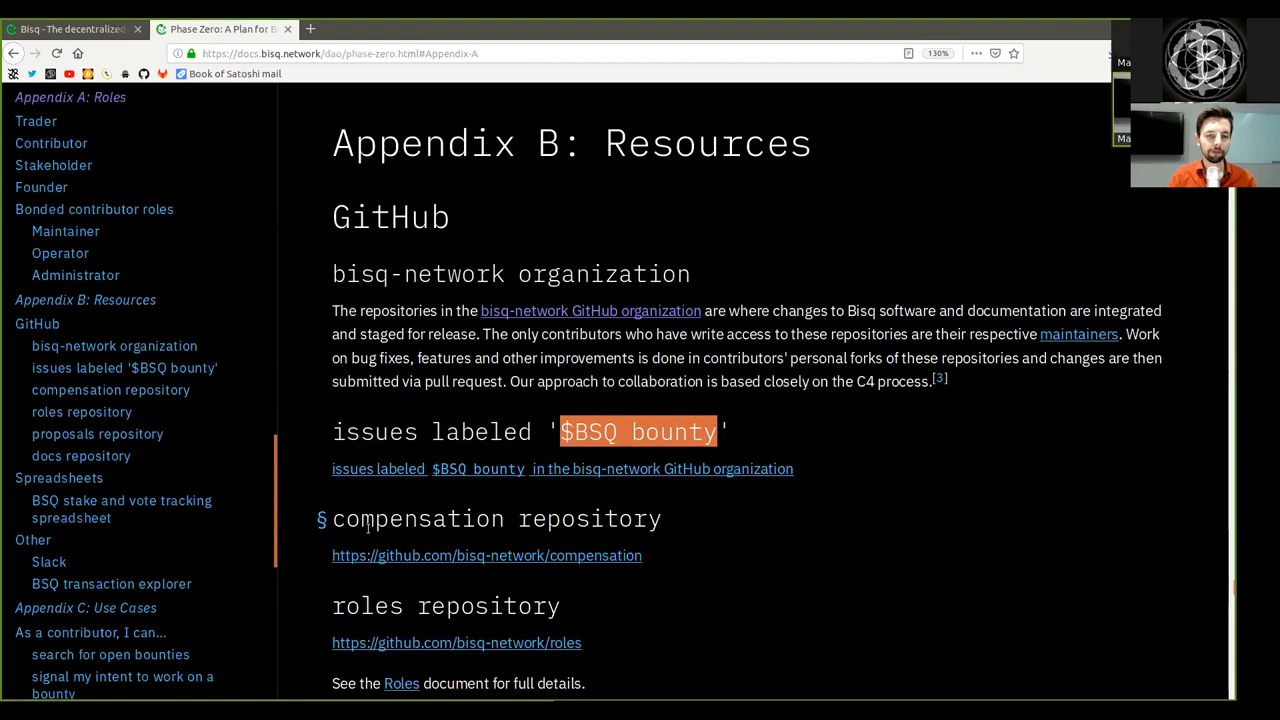 Bisq - The decentralized
Phase Zero: A Plan for B
https://docs.bisq.network/dao/phase-zero.html#Appendix-A
130%
Book of Satoshi mail
Appendix A: Roles
Trader
Contributor
Stakeholder
Founder
Bonded contributor roles
Maintainer
Operator
Administrator
Appendix B: Resources
GitHub
bisq-network organization
issues labeled '$BSQ bounty'
compensation repository
roles repository
proposals repository
docs repository
Spreadsheets
BSQ stake and vote tracking
spreadsheet
Other
Slack
BSQ transaction explorer
Appendix C: Use Cases
As a contributor, I can...
search for open bounties
signal my intent to work on a
bounty
Appendix B: Resources
GitHub
bisq-network organization
The repositories in the bisq-network GitHub organization are where changes to Bisq software and documentation are integrated
and staged for release. The only contributors who have write access to these repositories are their respective maintainers. Work
on bug fixes, features and other improvements is done in contributors' personal forks of these repositories and changes are then
submitted via pull request. Our approach to collaboration is based closely on the C4 process.[3]
issues labeled '$BSQ bounty'
issues labeled $BSQ bounty in the bisq-network GitHub organization
§ compensation repository
https://github.com/bisq-network/compensation
roles repository
https://github.com/bisq-network/roles
See the Roles document for full details.
Ma
Ma